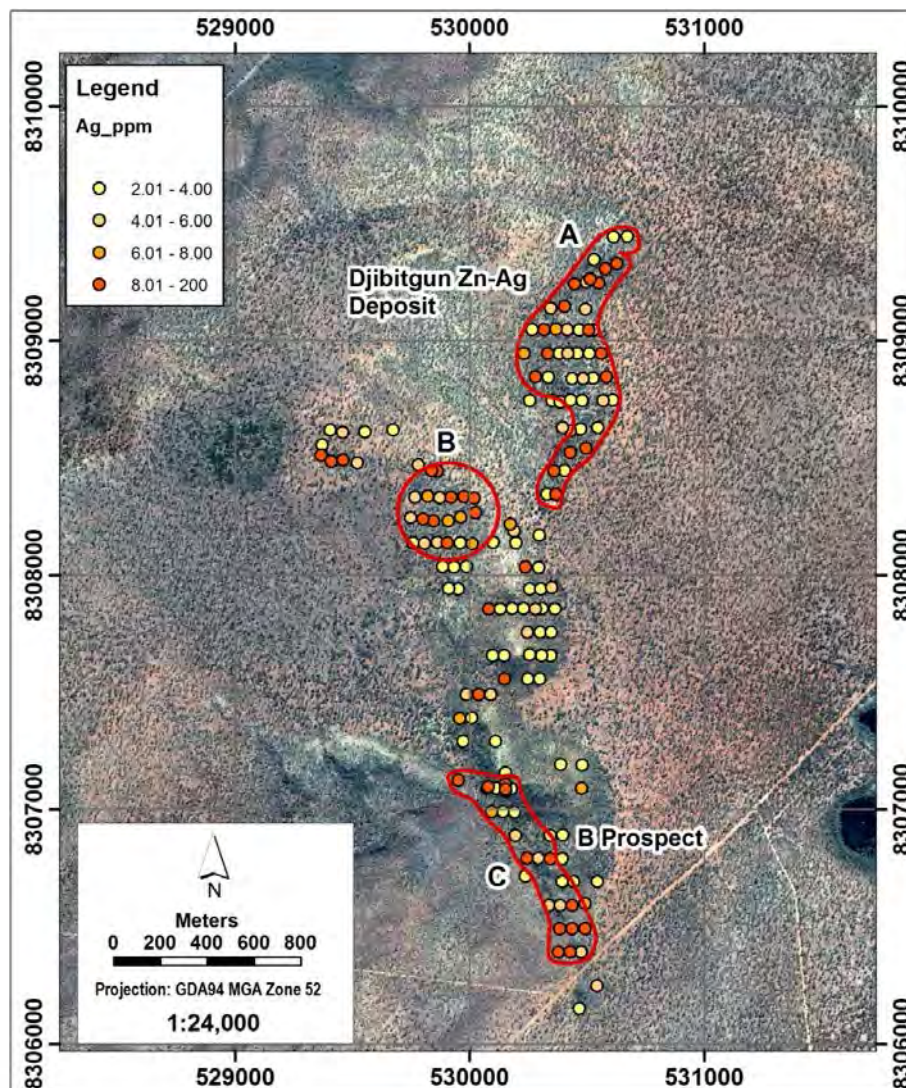 529000 530000 531000
8310000 8310000
Legend
Ag_ppm
2.01 - 4.00
4.01 - 6.00
6.01 - 8.00
8.01 - 200
A
Djibitgun Zn-Ag
Deposit
8309000 8309000
B
8308000 8308000
8307000 8307000
B Prospect
C
N
Meters
0 200 400 600 800
Projection: GDA94 MGA Zone 52
1:24,000
8306000 8306000
529000 530000 531000